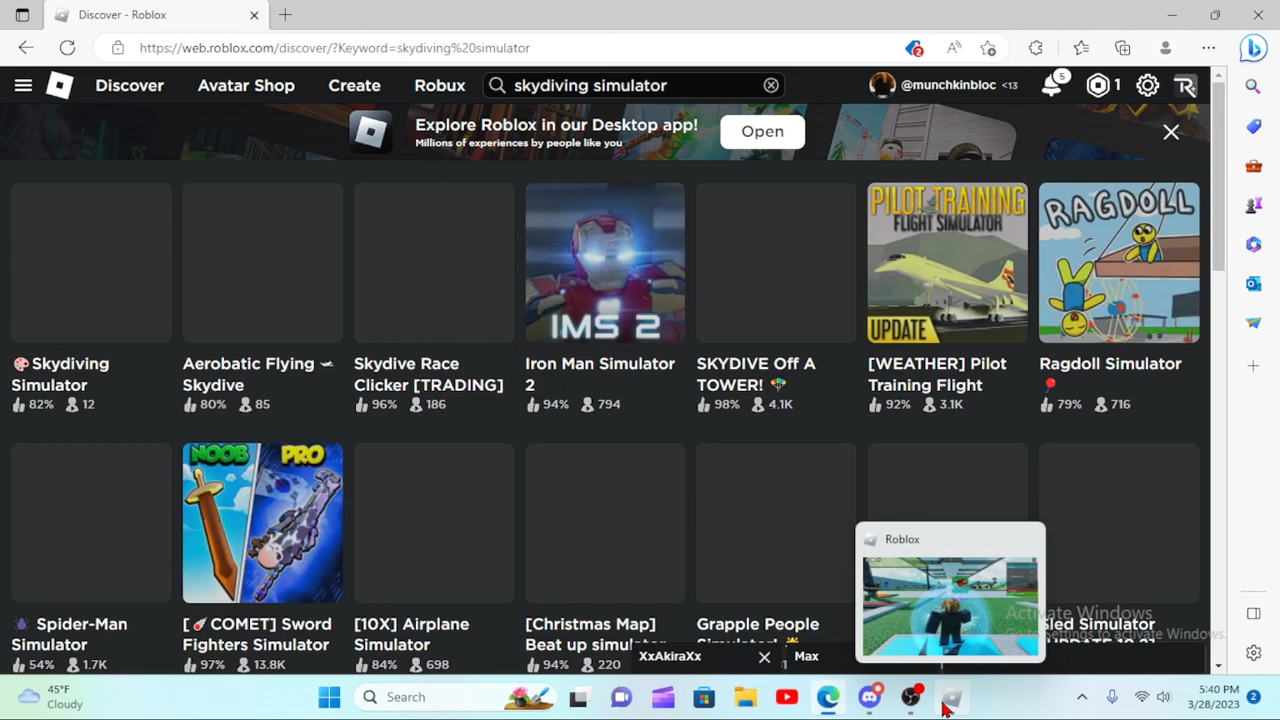 Discover - Roblox
https://web.roblox.com/discover/?Keyword=skydiving%20simulator
2
Discover
Avatar Shop
Create
Robux
skydiving simulator
@munchkinbloc <13
5
1
Explore Roblox in our Desktop app!
Millions of experiences by people like you
Open
IMS 2
PILOT TRAINING
FLIGHT SIMULATOR
UPDATE
RAGDOLL
Skydiving
Simulator
82% 12
Aerobatic Flying
Skydive
80% 85
Skydive Race
Clicker [TRADING]
96% 186
Iron Man Simulator
2
94% 794
SKYDIVE Off A
TOWER!
98% 4.1K
[WEATHER] Pilot
Training Flight
92% 3.1K
Ragdoll Simulator
79% 716
NOOB PRO
Spider-Man
Simulator
54% 1.7K
[COMET] Sword
Fighters Simulator
97% 13.8K
[10X] Airplane
Simulator
84% 698
[Christmas Map]
Beat up simulator
94% 220
Grapple People
Simulator!
Simulator
Roblox
Activate Windows
Go to Settings to activate Windows.
XxAkiraXx
Max
45°F
Cloudy
Search
5:40 PM
3/28/2023
2